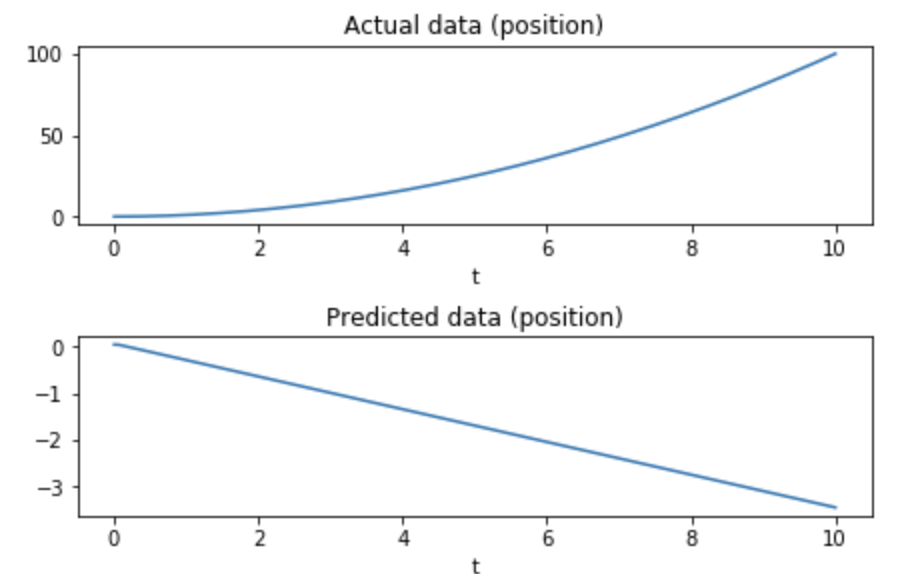 Actual data (position)
100
50
0
0 2 4 6 8 10
t
Predicted data (position)
0
−1
−2
−3
0 2 4 6 8 10
t